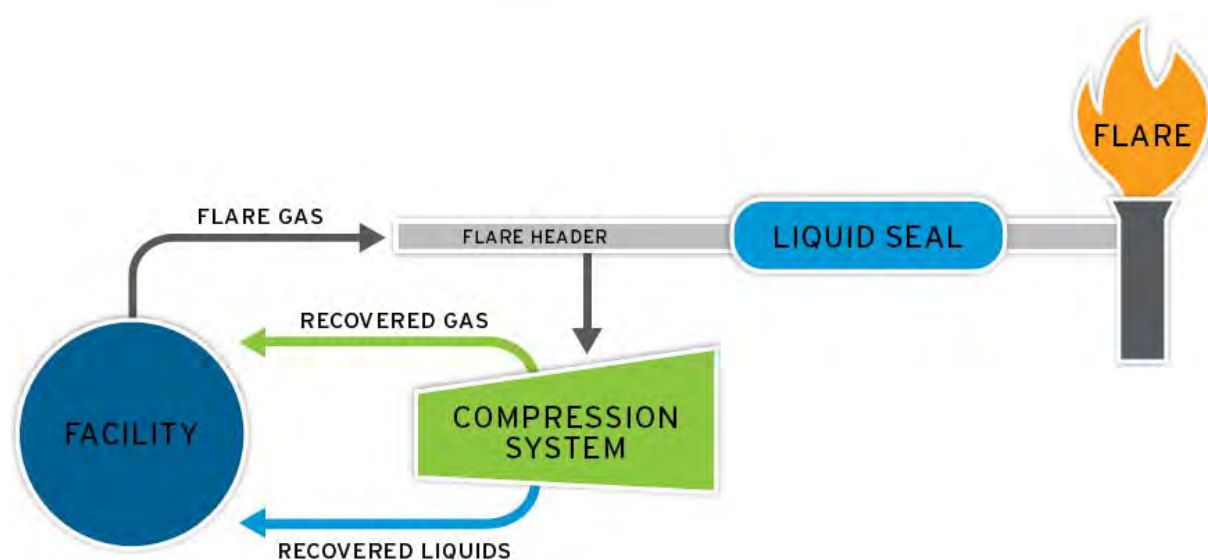 FLARE
FLARE GAS
FLARE HEADER
LIQUID SEAL
RECOVERED GAS
FACILITY
COMPRESSION
SYSTEM
RECOVERED LIQUIDS